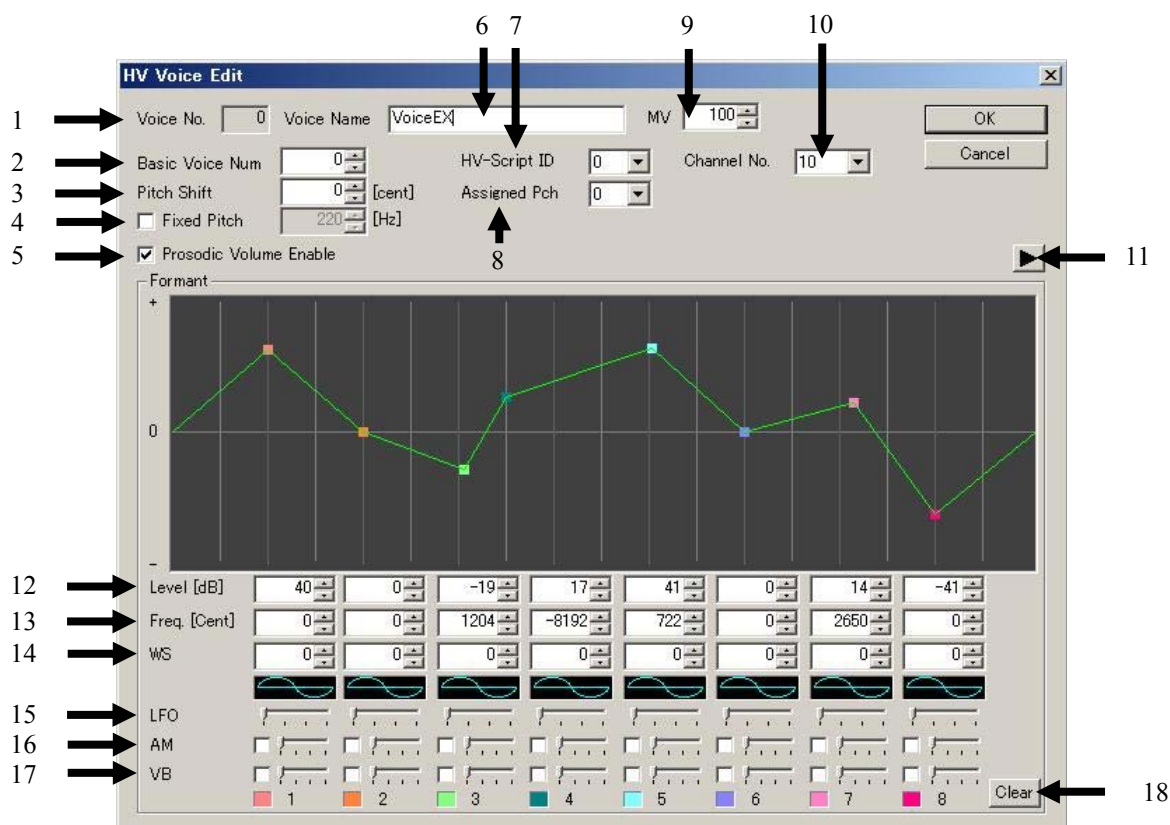 6 7 9 10
HV Voice Edit
1 Voice No. 0 Voice Name VoiceEX MV 100 OK
2 Basic Voice Num 0 HV-Script ID 0 Channel No. 10 Cancel
3 Pitch Shift 0 [cent] Assigned Pch 0
4 Fixed Pitch 220 [Hz]
5 Prosodic Volume Enable 8 11
Formant
+
0
-
12 Level [dB] 40 0 -19 17 41 0 14 -41
13 Freq. [Cent] 0 0 1204 -8192 722 0 2650 0
14 WS 0 0 0 0 0 0 0 0
15 LFO
16 AM
17 VB
1 2 3 4 5 6 7 8 Clear 18